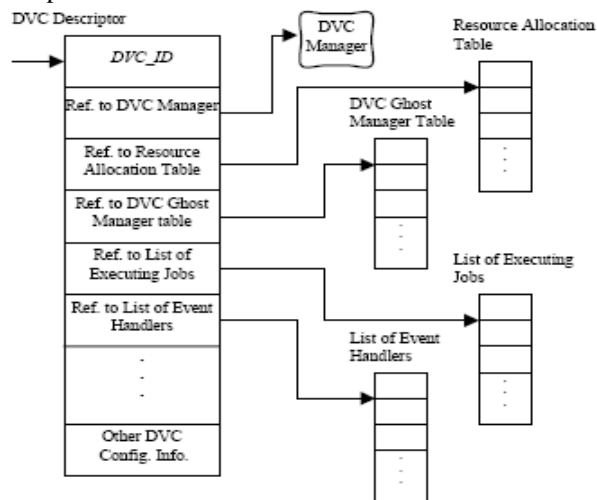 DVC Descriptor
DVC_ID
Ref. to DVC Manager
Ref. to Resource
Allocation Table
Ref. to DVC Ghost
Manager table
Ref. to List of
Executing Jobs
Ref. to List of Event
Handlers
Other DVC
Config. Info.
DVC
Manager
Resource Allocation
Table
DVC Ghost
Manager Table
List of Executing
Jobs
List of Event
Handlers